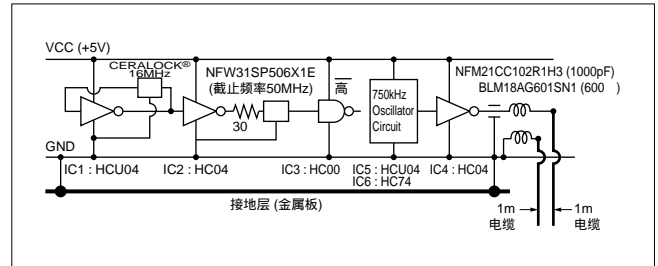 VCC (+5V)
CERALOCK®
16MHz
NFW31SP506X1E
(截止频率50MHz)
高
NFM21CC102R1H3 (1000pF)
BLM18AG601SN1 (600 )
750kHz
Oscillator
Circuit
30
GND
IC1 : HCU04
IC2 : HC04
IC3 : HC00
IC5 : HCU04
IC6 : HC74
IC4 : HC04
接地层 (金属板)
1m
电缆
1m
电缆